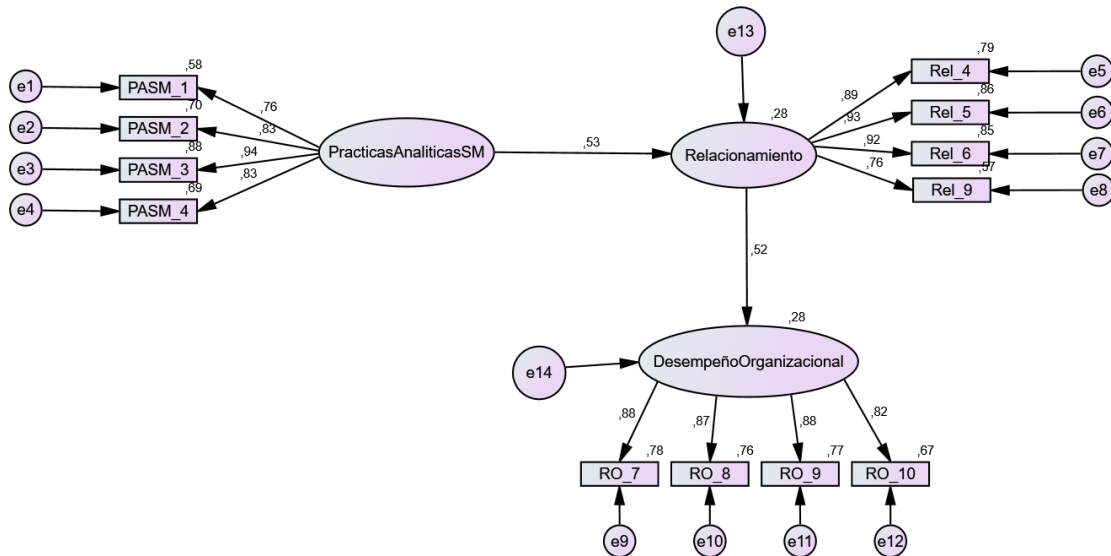 e13
,58
,79
e1
PASM_1
Rel_4
e5
,76
,89
,70
,28
,86
e2
PASM_2
,83
,93
Rel_5
e6
,88
PracticasAnaliticasSM
,53
Relacionamiento
,92
,85
e3
PASM_3
,94
Rel_6
e7
,69
,83
,76
,57
e4
PASM_4
Rel_9
e8
,52
,28
e14
DesempeñoOrganizacional
,88
,87
,88
,82
,78
,76
,77
,67
RO_7
RO_8
RO_9
RO_10
e9
e10
e11
e12